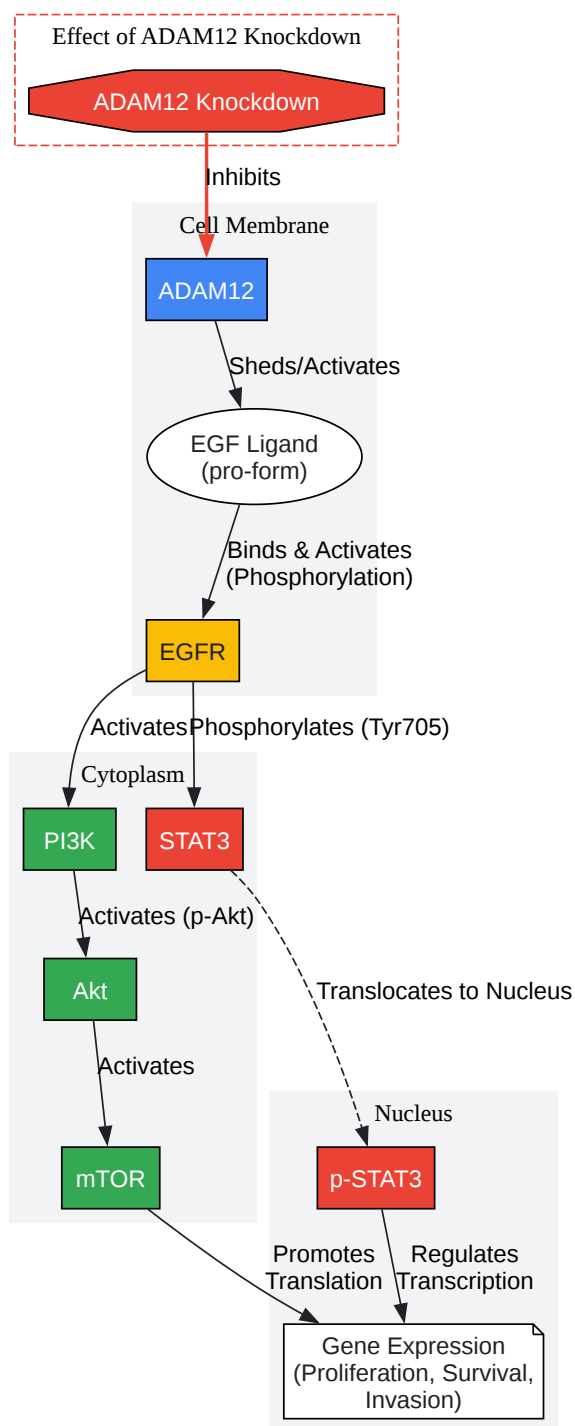 Effect of ADAM12 Knockdown
ADAM12 Knockdown
Inhibits
Cell Membrane
ADAM12
Sheds/Activates
EGF Ligand
(pro-form)
Binds & Activates
(Phosphorylation)
EGFR
Activates
Phosphorylates (Tyr705)
Cytoplasm
PI3K
STAT3
Activates (p-Akt)
Akt
Translocates to Nucleus
Activates
Nucleus
mTOR
p-STAT3
Promotes
Translation
Regulates
Transcription
Gene Expression
(Proliferation, Survival,
Invasion)